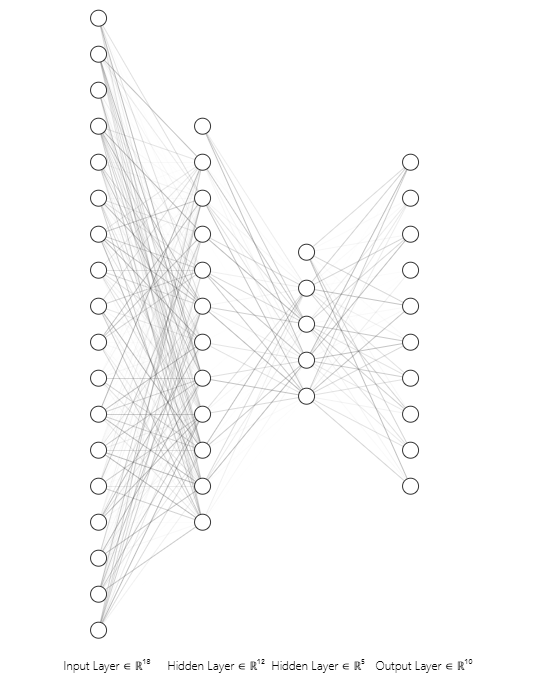 Input Layer ∈ ℝ¹⁸ Hidden Layer ∈ ℝ¹² Hidden Layer ∈ ℝ⁵ Output Layer ∈ ℝ¹⁰